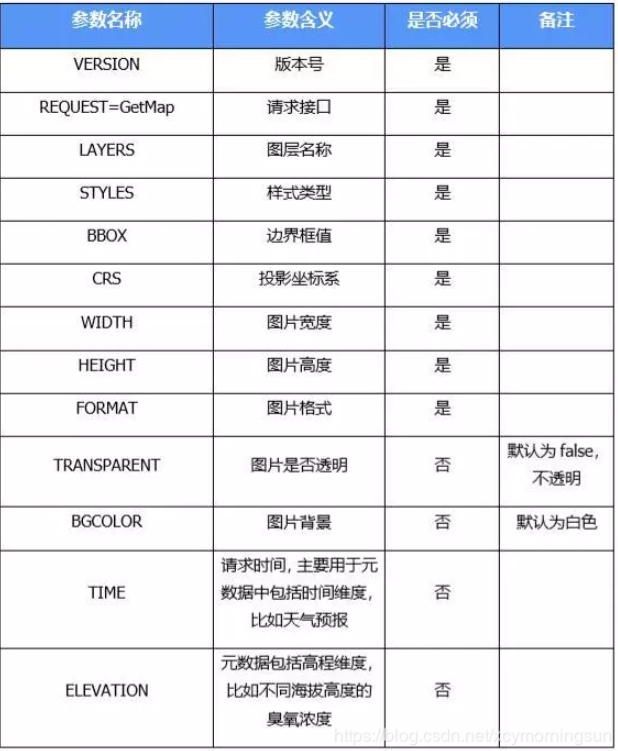 参数名称 参数含义 是否必须 备注
VERSION 版本号 是
REQUEST=GetMap 请求接口 是
LAYERS 图层名称 是
STYLES 样式类型 是
BBOX 边界框值 是
CRS 投影坐标系 是
WIDTH 图片宽度 是
HEIGHT 图片高度 是
FORMAT 图片格式 是
TRANSPARENT 图片是否透明 否 默认为 false，
不透明
BGCOLOR 图片背景 否 默认为白色
TIME 请求时间，主要用于元
数据中包括时间维度，
比如天气预报 否
ELEVATION 元数据包括高程维度，
比如不同海拔高度的
臭氧浓度 否
https://blog.csdn.net/zcymorningsun